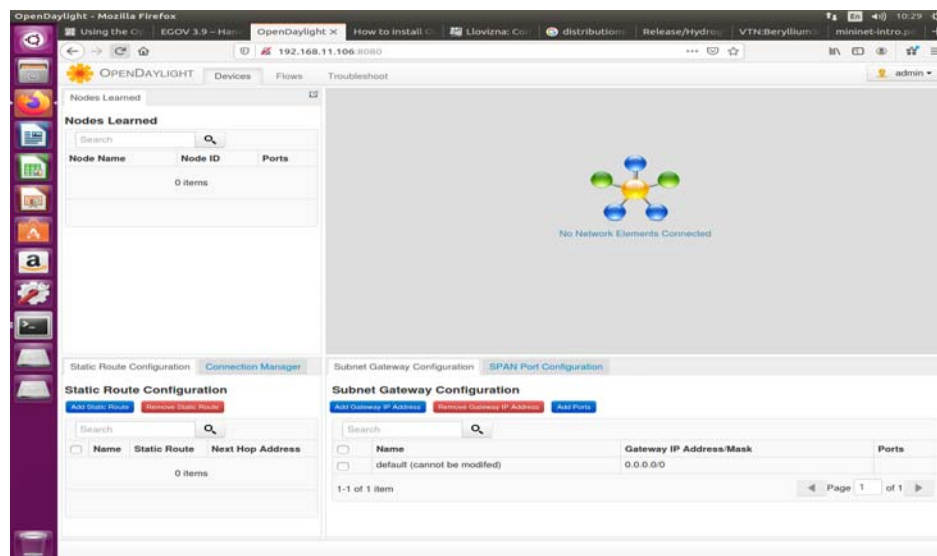 OpenDaylight - Mozilla Firefox
En
10:29
Using the O
EGOV 3.9 – Han
OpenDaylight ×
How to install O
Llovizna: Co
distribution
Release/Hydrog
VTN:Beryllium
mininet-intro.p
192.168.11.106:8080
OPENDAYLIGHT
Devices
Flows
Troubleshoot
admin
Nodes Learned
Nodes Learned
Search
Node Name
Node ID
Ports
0 items
No Network Elements Connected
Static Route Configuration
Connection Manager
Static Route Configuration
Add Static Route
Remove Static Route
Search
Name
Static Route
Next Hop Address
0 items
Subnet Gateway Configuration
SPAN Port Configuration
Subnet Gateway Configuration
Add Gateway IP Address
Remove Gateway IP Address
Add Ports
Search
Name
Gateway IP Address/Mask
Ports
default (cannot be modifed)
0.0.0.0/0
1-1 of 1 item
Page 1 of 1